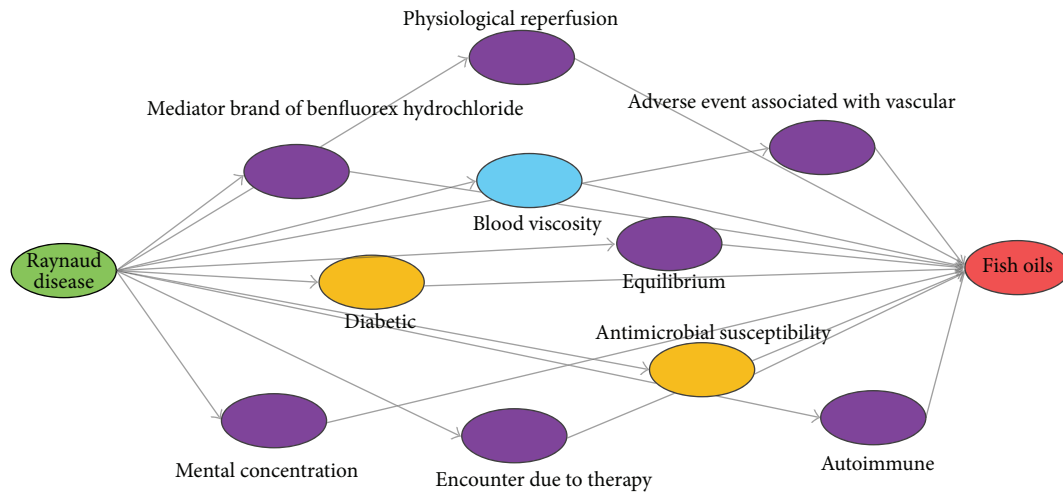 Physiological reperfusion
Mediator brand of benfluorex hydrochloride
Adverse event associated with vascular
Blood viscosity
Raynaud
disease
Equilibrium
Fish oils
Diabetic
Antimicrobial susceptibility
Mental concentration
Encounter due to therapy
Autoimmune